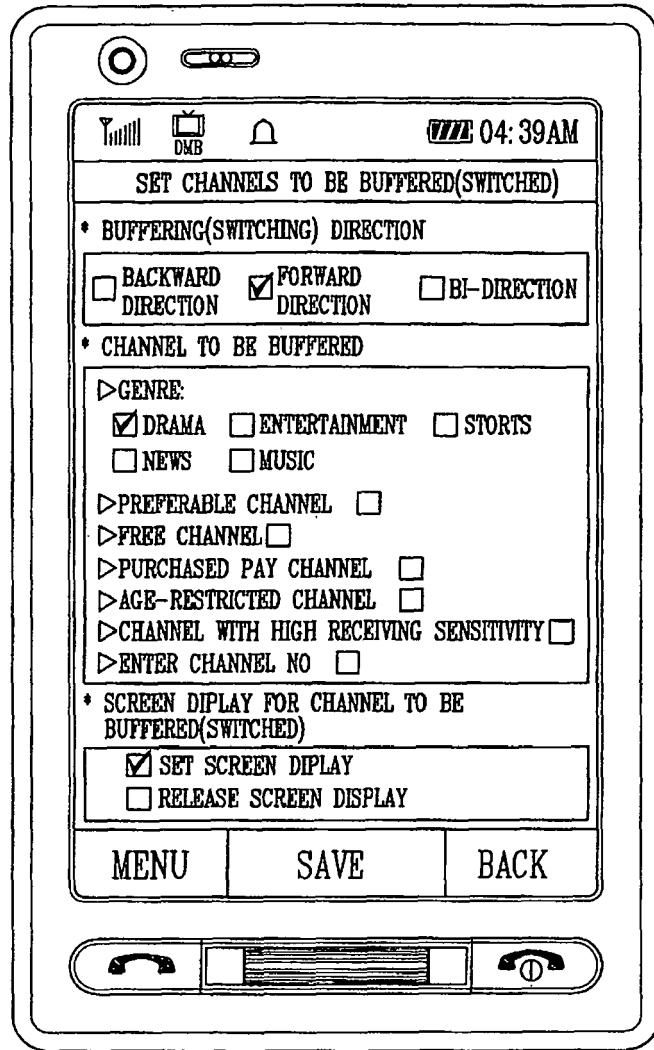 DMB 04:39AM
SET CHANNELS TO BE BUFFERED(SWITCHED)
* BUFFERING(SWITCHING) DIRECTION
BACKWARD DIRECTION FORWARD DIRECTION BI-DIRECTION
* CHANNEL TO BE BUFFERED
▷GENRE:
DRAMA ENTERTAINMENT STORTS
NEWS MUSIC
▷PREFERABLE CHANNEL
▷FREE CHANNEL
▷PURCHASED PAY CHANNEL
▷AGE-RESTRICTED CHANNEL
▷CHANNEL WITH HIGH RECEIVING SENSITIVITY
▷ENTER CHANNEL NO
* SCREEN DIPLAY FOR CHANNEL TO BE
BUFFERED(SWITCHED)
SET SCREEN DIPLAY
RELEASE SCREEN DISPLAY
MENU SAVE BACK